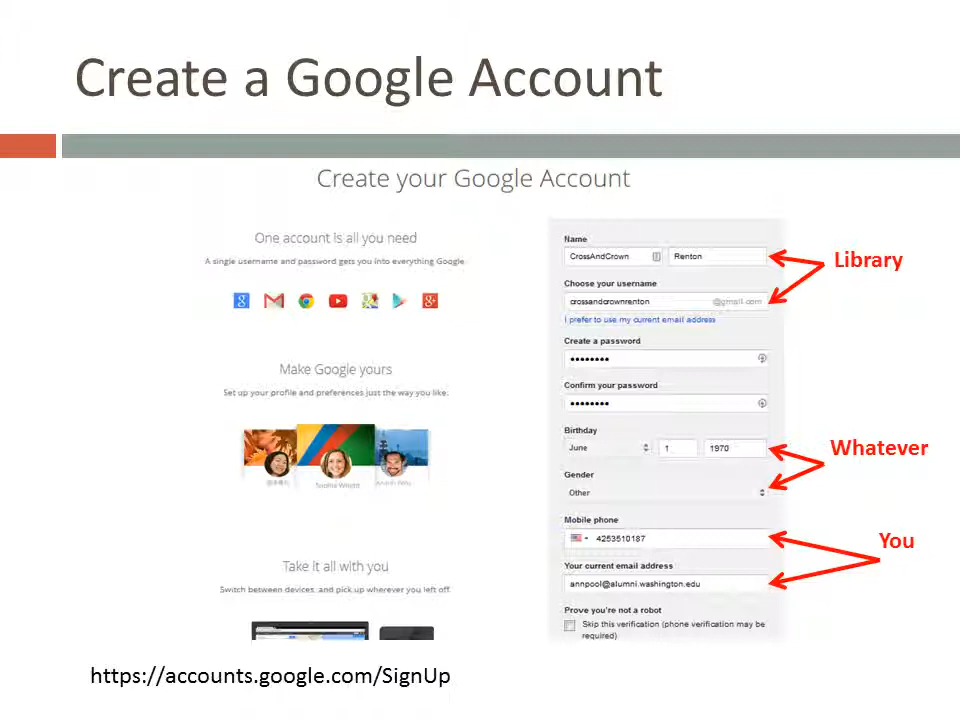 Create a Google Account
Create your Google Account
One account is all you need
A single username and password gets you into everything Google.
Make Google yours
Set up your profile and preferences just the way you like.
Take it all with you
Switch between devices, and pick up wherever you left off.
Name
CrossAndCrown Renton
Choose your username
crossandcrownrenton @gmail.com
I prefer to use my current email address
Create a password
Confirm your password
Birthday
June 1 1970
Gender
Other
Mobile phone
4253510187
Your current email address
annpool@alumni.washington.edu
Prove you're not a robot
Skip this verification (phone verification may be
required)
Library
Whatever
You
https://accounts.google.com/SignUp